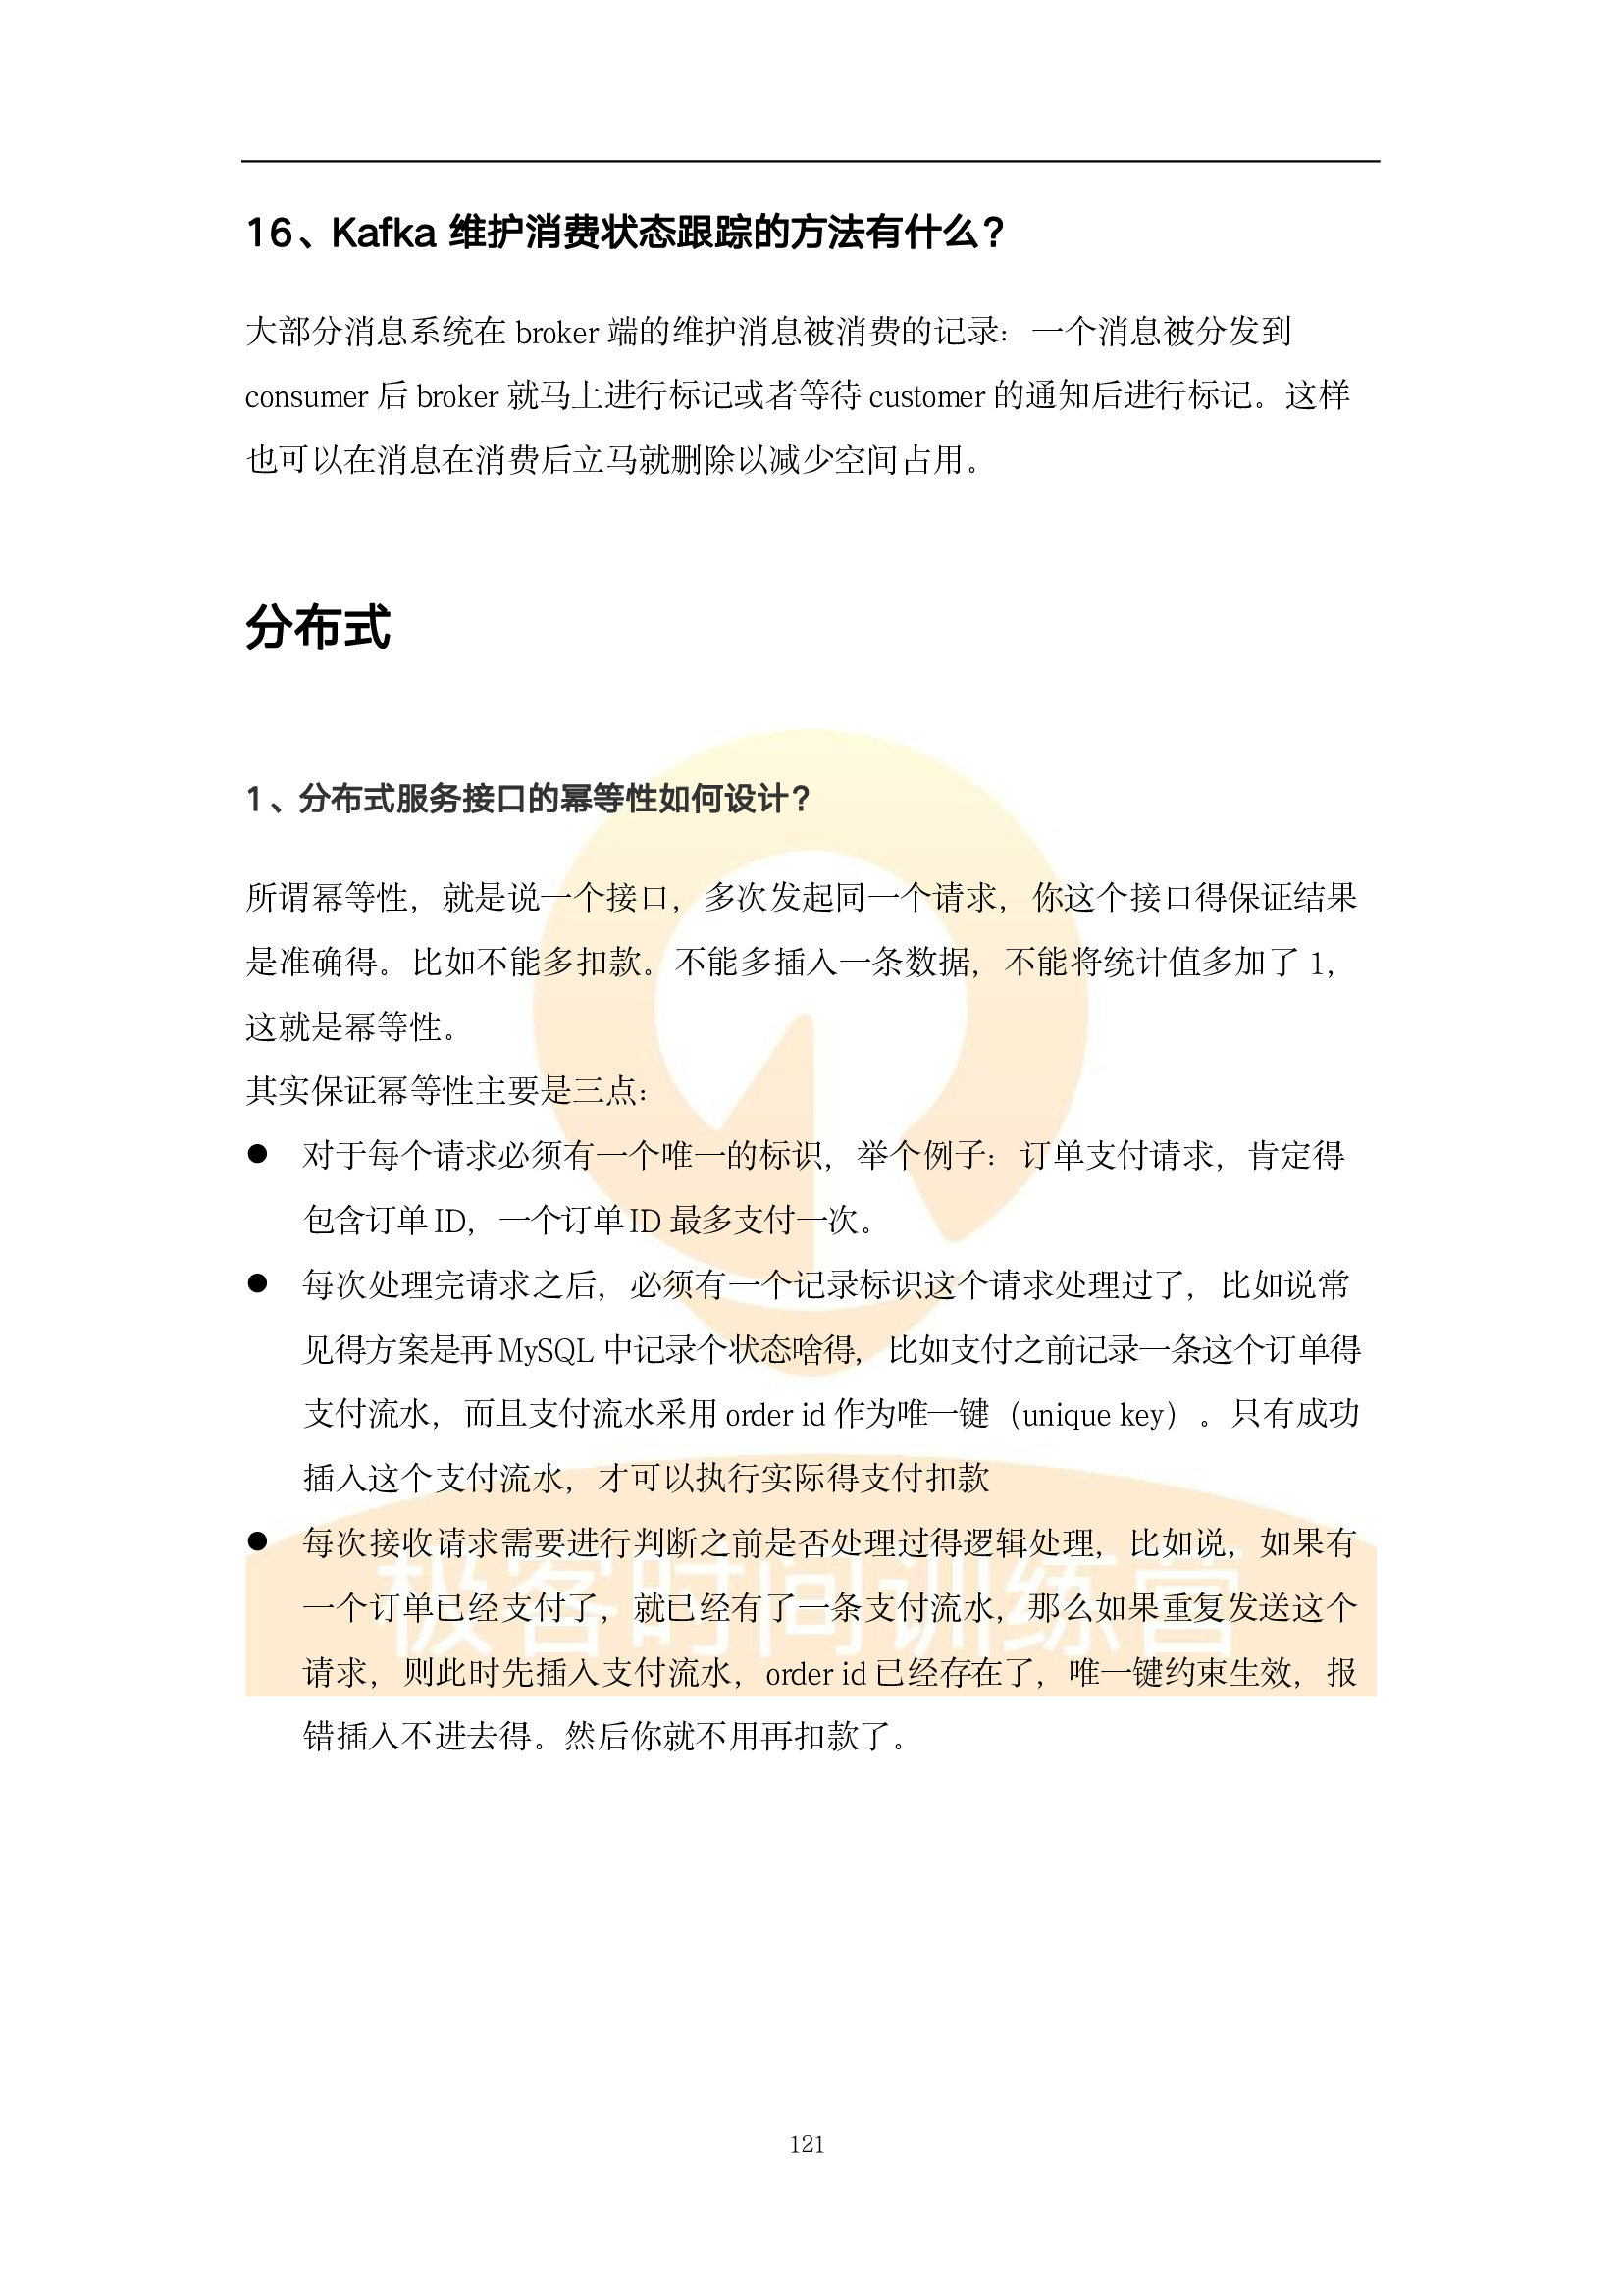 16、Kafka 维护消费状态跟踪的方法有什么？
大部分消息系统在 broker 端的维护消息被消费的记录：一个消息被分发到
consumer 后 broker 就马上进行标记或者等待 customer 的通知后进行标记。这样
也可以在消息在消费后立马就删除以减少空间占用。
分布式
1、分布式服务接口的幂等性如何设计？
所谓幂等性，就是说一个接口，多次发起同一个请求，你这个接口得保证结果
是准确得。比如不能多扣款。不能多插入一条数据，不能将统计值多加了 1，
这就是幂等性。
其实保证幂等性主要是三点：
● 对于每个请求必须有一个唯一的标识，举个例子：订单支付请求，肯定得
包含订单 ID，一个订单 ID 最多支付一次。
● 每次处理完请求之后，必须有一个记录标识这个请求处理过了，比如说常
见得方案是再 MySQL 中记录个状态啥得，比如支付之前记录一条这个订单得
支付流水，而且支付流水采用 order id 作为唯一键（unique key）。只有成功
插入这个支付流水，才可以执行实际得支付扣款
● 每次接收请求需要进行判断之前是否处理过得逻辑处理，比如说，如果有
一个订单已经支付了，就已经有了一条支付流水，那么如果重复发送这个
请求，则此时先插入支付流水，order id 已经存在了，唯一键约束生效，报
错插入不进去得。然后你就不用再扣款了。
极客时间训练营
121